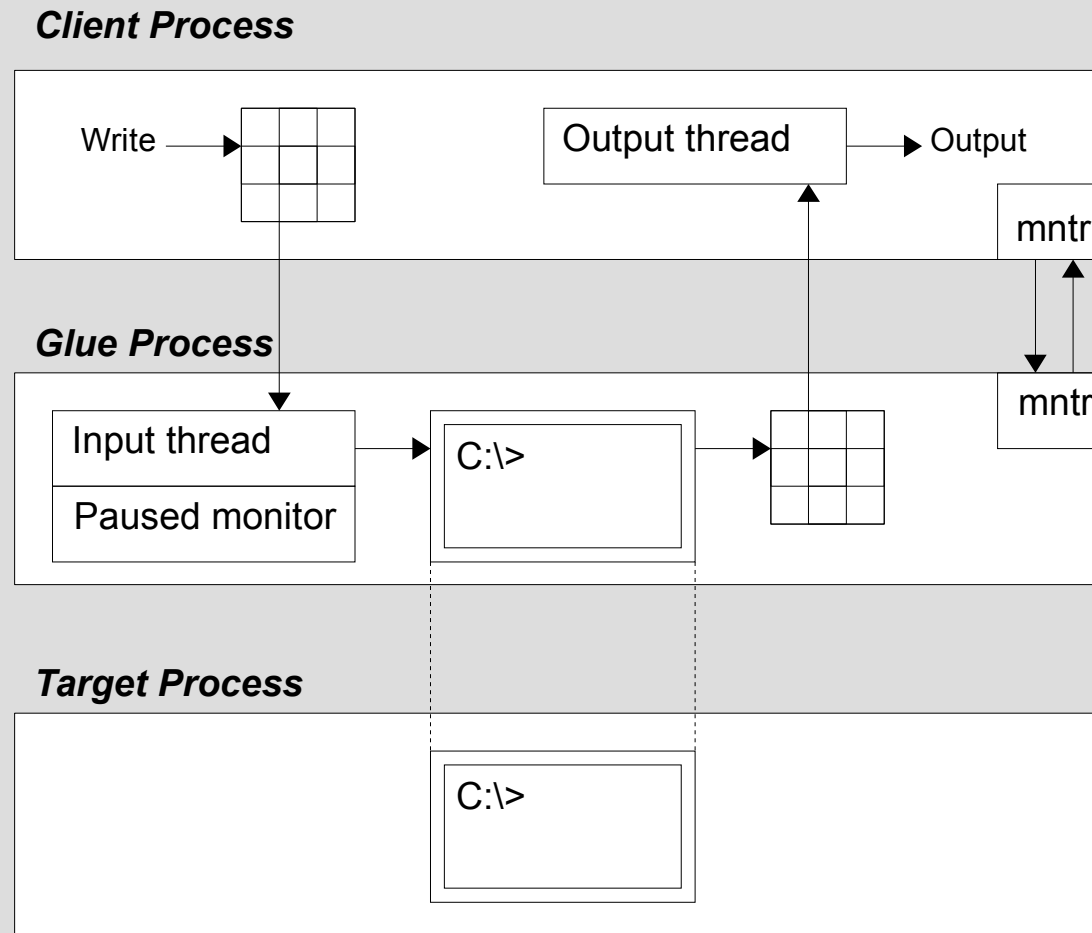 Client Process
Write
Output thread
Output
mntr
Glue Process
mntr
Input thread
C:\>
Paused monitor
Target Process
C:\>